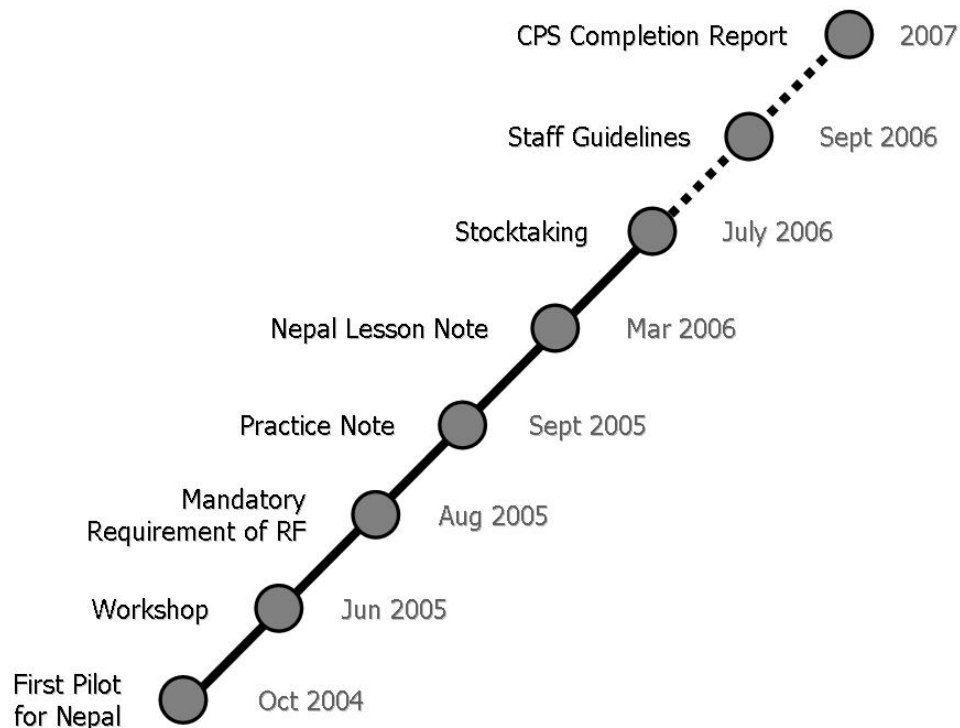 CPS Completion Report 2007
Staff Guidelines Sept 2006
Stocktaking July 2006
Nepal Lesson Note Mar 2006
Practice Note Sept 2005
Mandatory
Requirement of RF Aug 2005
Workshop Jun 2005
First Pilot
for Nepal Oct 2004